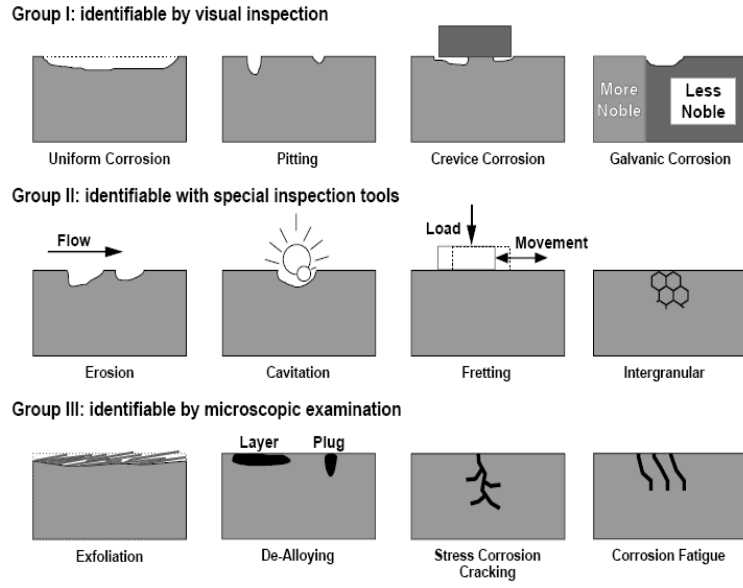 Group I: identifiable by visual inspection
More
Noble
Less
Noble
Uniform Corrosion
Pitting
Crevice Corrosion
Galvanic Corrosion
Group II: identifiable with special inspection tools
Flow
Load
Movement
Erosion
Cavitation
Fretting
Intergranular
Group III: identifiable by microscopic examination
Layer
Plug
Exfoliation
De-Alloying
Stress Corrosion
Cracking
Corrosion Fatigue